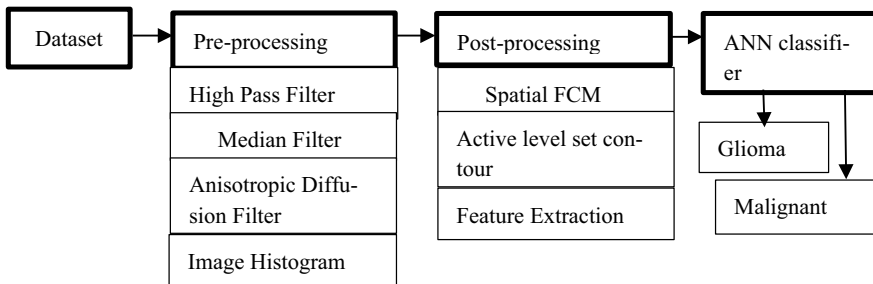 Dataset
Pre-processing
High Pass Filter
Median Filter
Anisotropic Diffu-
sion Filter
Image Histogram
Post-processing
Spatial FCM
Active level set con-
tour
Feature Extraction
ANN classifi-
er
Glioma
Malignant